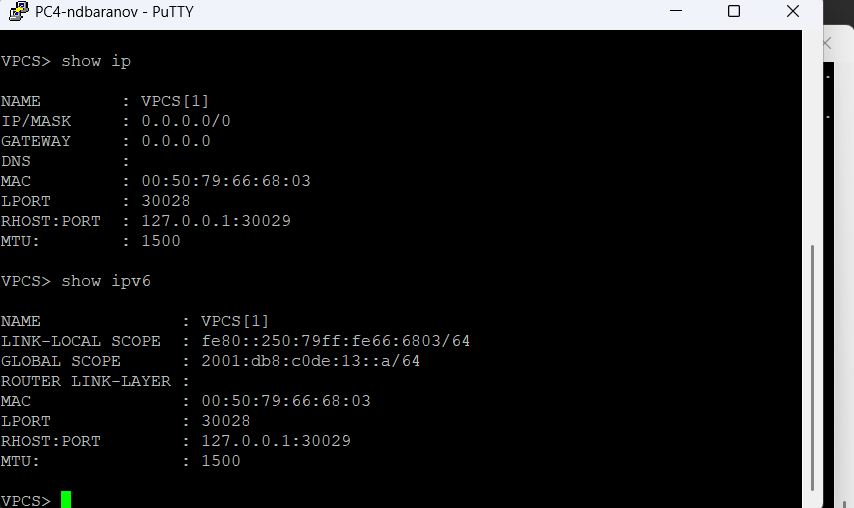 PC4-ndbaranov - PuTTY
VPCS> show ip
NAME : VPCS[1]
IP/MASK : 0.0.0.0/0
GATEWAY : 0.0.0.0
DNS :
MAC : 00:50:79:66:68:03
LPORT : 30028
RHOST:PORT : 127.0.0.1:30029
MTU: : 1500
VPCS> show ipv6
NAME : VPCS[1]
LINK-LOCAL SCOPE : fe80::250:79ff:fe66:6803/64
GLOBAL SCOPE : 2001:db8:c0de:13::a/64
ROUTER LINK-LAYER :
MAC : 00:50:79:66:68:03
LPORT : 30028
RHOST:PORT : 127.0.0.1:30029
MTU: : 1500
VPCS>